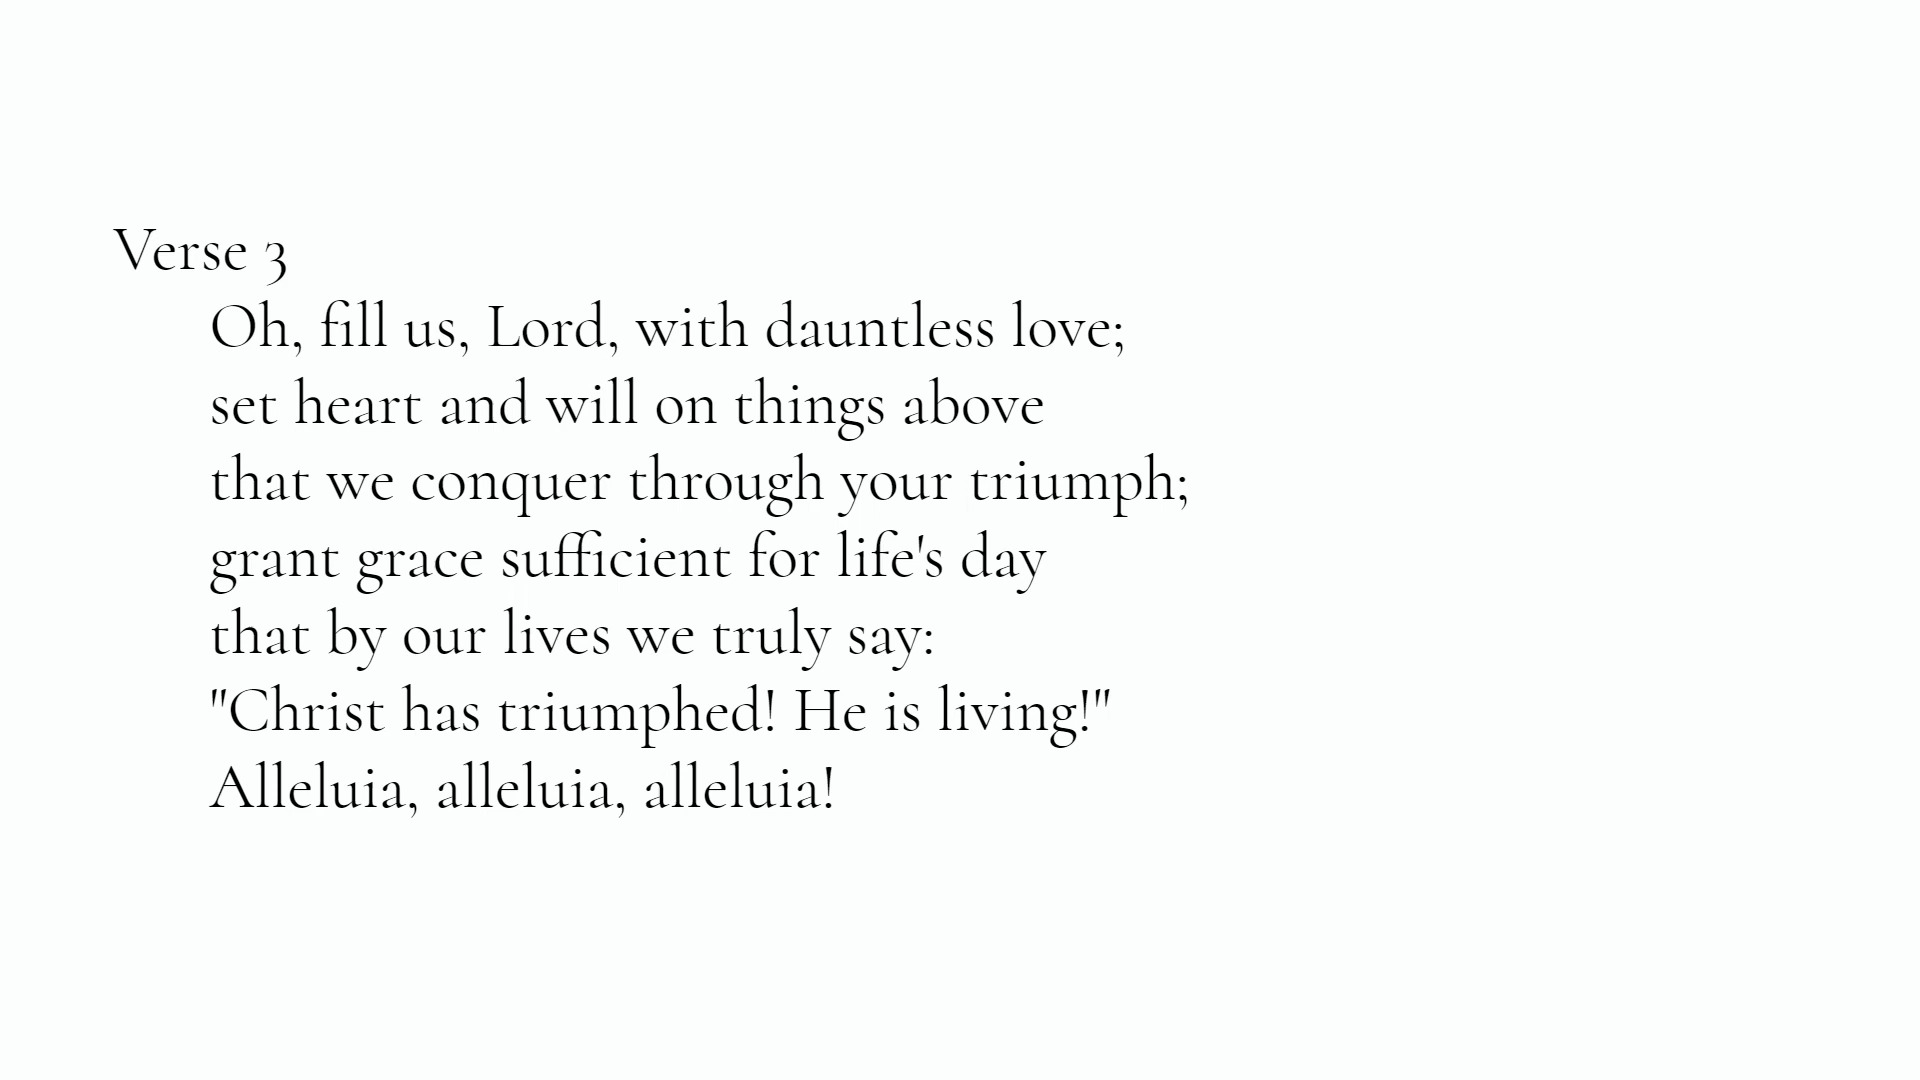 Verse 3
Oh, fill us, Lord, with dauntless love;
set heart and will on things above
that we conquer through your triumph;
grant grace sufficient for life's day
that by our lives we truly say:
"Christ has triumphed! He is living!"
Alleluia, alleluia, alleluia!